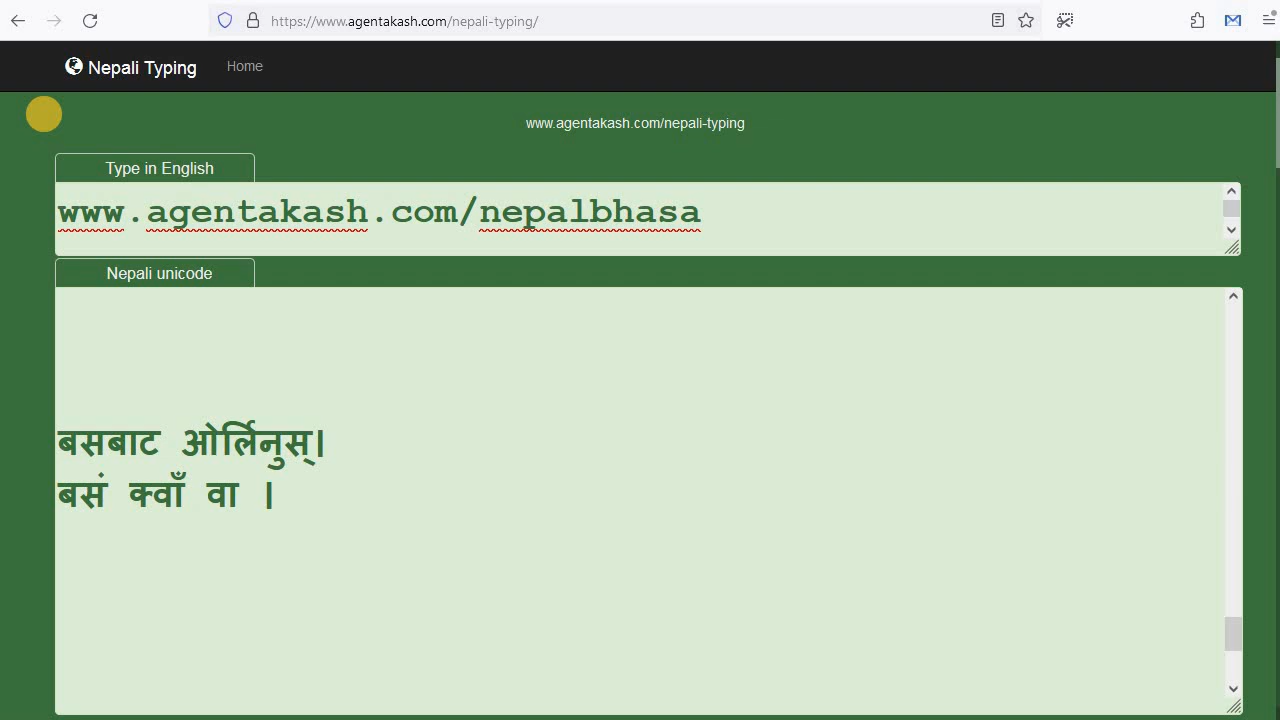 https://www.agentakash.com/nepali-typing/
Nepali Typing Home
www.agentakash.com/nepali-typing
Type in English
www.agentakash.com/nepalbhasa
Nepali unicode
बसबाट ओर्लिनुस्।
बसं क्वाँ वा ।